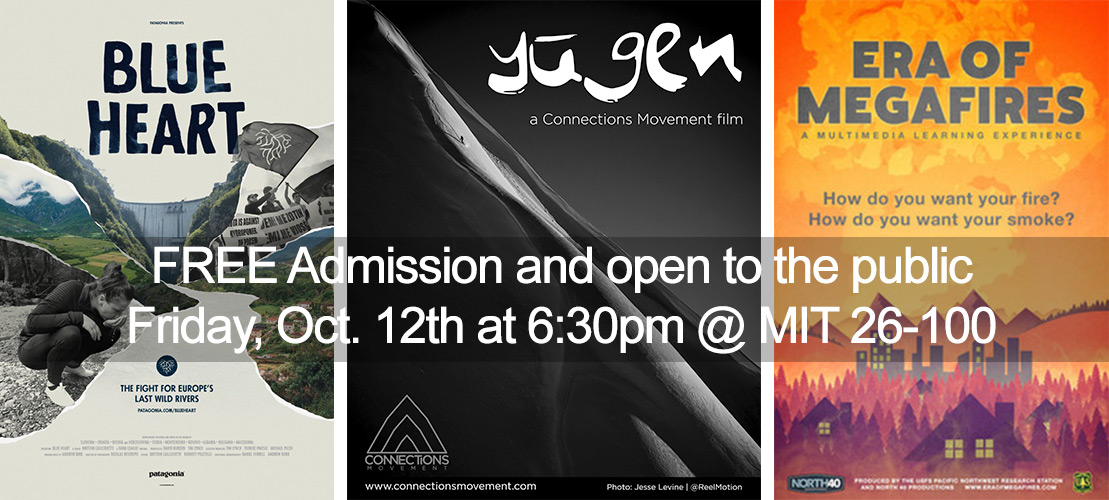 PATAGONIA PRESENTS
BLUE
HEART
THE FIGHT FOR EUROPE'S
LAST WILD RIVERS
PATAGONIA.COM/BLUEHEART
patagonia
yūgen
a Connections Movement film
CONNECTIONS
MOVEMENT
www.connectionsmovement.com
Photo: Jesse Levine | @ReelMotion
ERA OF
MEGAFIRES
A MULTIMEDIA LEARNING EXPERIENCE
How do you want your fire?
How do you want your smoke?
NORTH40
PRODUCED BY THE USFS PACIFIC NORTHWEST RESEARCH STATION
AND NORTH 40 PRODUCTIONS WWW.ERAOFMEGAFIRES.COM
FREE Admission and open to the public
Friday, Oct. 12th at 6:30pm @ MIT 26-100